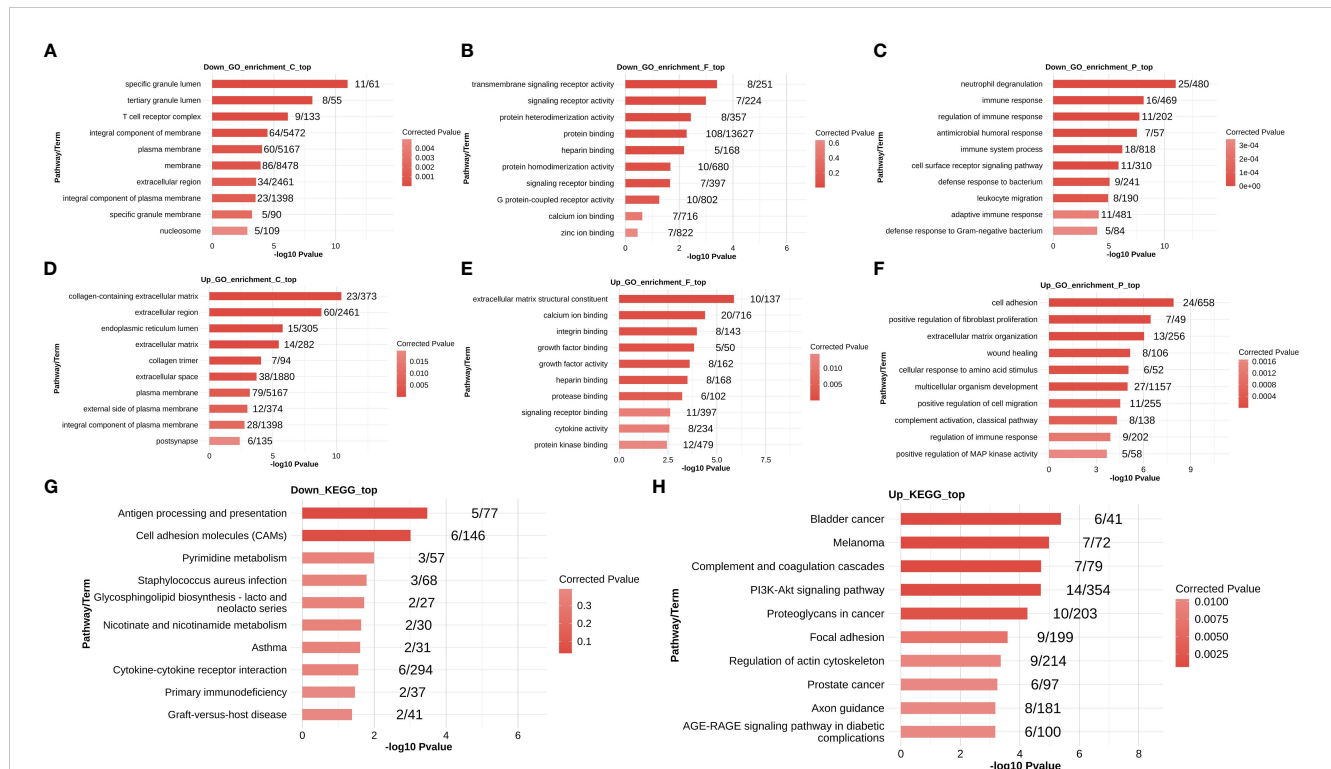 A
Down_GO_enrichment_C_top
Pathway/Term
specific granule lumen 11/61
tertiary granule lumen 8/55
T cell receptor complex 9/133
integral component of membrane 64/5472
plasma membrane 60/5167
membrane 86/8478
extracellular region 34/2461
integral component of plasma membrane 23/1398
specific granule membrane 5/90
nucleosome 5/109
0 5 10
-log10 Pvalue
Corrected Pvalue
0.004
0.003
0.002
0.001
B
Down_GO_enrichment_F_top
Pathway/Term
transmembrane signaling receptor activity 8/251
signaling receptor activity 7/224
protein heterodimerization activity 8/357
protein binding 108/13627
heparin binding 5/168
protein homodimerization activity 10/680
signaling receptor binding 7/397
G protein-coupled receptor activity 10/802
calcium ion binding 7/716
zinc ion binding 7/822
0 2 4 6
-log10 Pvalue
Corrected Pvalue
0.6
0.4
0.2
C
Down_GO_enrichment_P_top
Pathway/Term
neutrophil degranulation 25/480
immune response 16/469
regulation of immune response 11/202
antimicrobial humoral response 7/57
immune system process 18/818
cell surface receptor signaling pathway 11/310
defense response to bacterium 9/241
leukocyte migration 8/190
adaptive immune response 11/481
defense response to Gram-negative bacterium 5/84
0 5 10
-log10 Pvalue
Corrected Pvalue
3e-04
2e-04
1e-04
0e+00
D
Up_GO_enrichment_C_top
Pathway/Term
collagen-containing extracellular matrix 23/373
extracellular region 60/2461
endoplasmic reticulum lumen 15/305
extracellular matrix 14/282
collagen trimer 7/94
extracellular space 38/1880
plasma membrane 79/5167
external side of plasma membrane 12/374
integral component of plasma membrane 28/1398
postsynapse 6/135
0 5 10
-log10 Pvalue
Corrected Pvalue
0.015
0.010
0.005
E
Up_GO_enrichment_F_top
Pathway/Term
extracellular matrix structural constituent 10/137
calcium ion binding 20/716
integrin binding 8/143
growth factor binding 5/50
growth factor activity 8/162
heparin binding 8/168
protease binding 6/102
signaling receptor binding 11/397
cytokine activity 8/234
protein kinase binding 12/479
0.0 2.5 5.0 7.5
-log10 Pvalue
Corrected Pvalue
0.010
0.005
F
Up_GO_enrichment_P_top
Pathway/Term
cell adhesion 24/658
positive regulation of fibroblast proliferation 7/49
extracellular matrix organization 13/256
wound healing 8/106
cellular response to amino acid stimulus 6/52
multicellular organism development 27/1157
positive regulation of cell migration 11/255
complement activation, classical pathway 8/138
regulation of immune response 9/202
positive regulation of MAP kinase activity 5/58
0 3 6 9
-log10 Pvalue
Corrected Pvalue
0.0016
0.0012
0.0008
0.0004
G
Down_KEGG_top
Pathway/Term
Antigen processing and presentation 5/77
Cell adhesion molecules (CAMs) 6/146
Pyrimidine metabolism 3/57
Staphylococcus aureus infection 3/68
Glycosphingolipid biosynthesis - lacto and
neolacto series 2/27
Nicotinate and nicotinamide metabolism 2/30
Asthma 2/31
Cytokine-cytokine receptor interaction 6/294
Primary immunodeficiency 2/37
Graft-versus-host disease 2/41
0 2 4 6
-log10 Pvalue
Corrected Pvalue
0.3
0.2
0.1
H
Up_KEGG_top
Pathway/Term
Bladder cancer 6/41
Melanoma 7/72
Complement and coagulation cascades 7/79
PI3K-Akt signaling pathway 14/354
Proteoglycans in cancer 10/203
Focal adhesion 9/199
Regulation of actin cytoskeleton 9/214
Prostate cancer 6/97
Axon guidance 8/181
AGE-RAGE signaling pathway in diabetic
complications 6/100
0 2 4 6 8
-log10 Pvalue
Corrected Pvalue
0.0100
0.0075
0.0050
0.0025